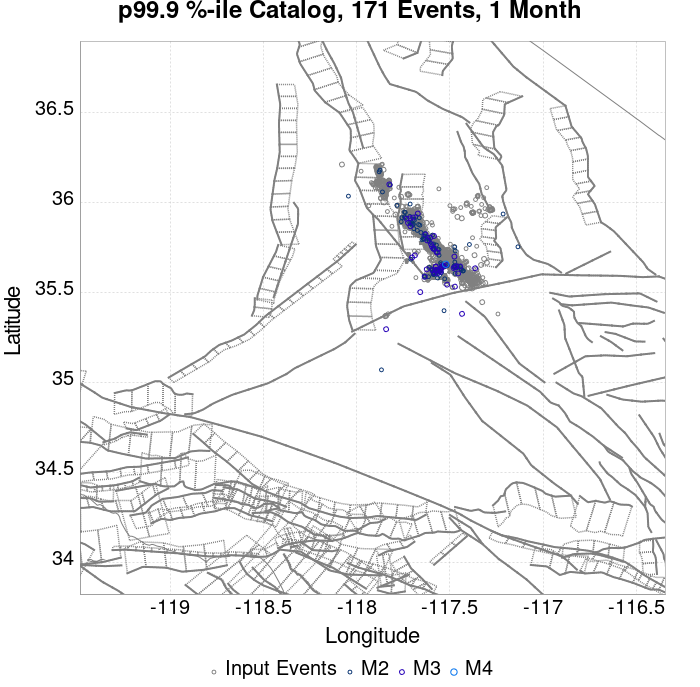 p99.9 %-ile Catalog, 171 Events, 1 Month
36.5
36
35.5
35
34.5
34
Latitude
-119
-118.5
-118
-117.5
-117
-116.5
Longitude
Input Events
M2
M3
M4